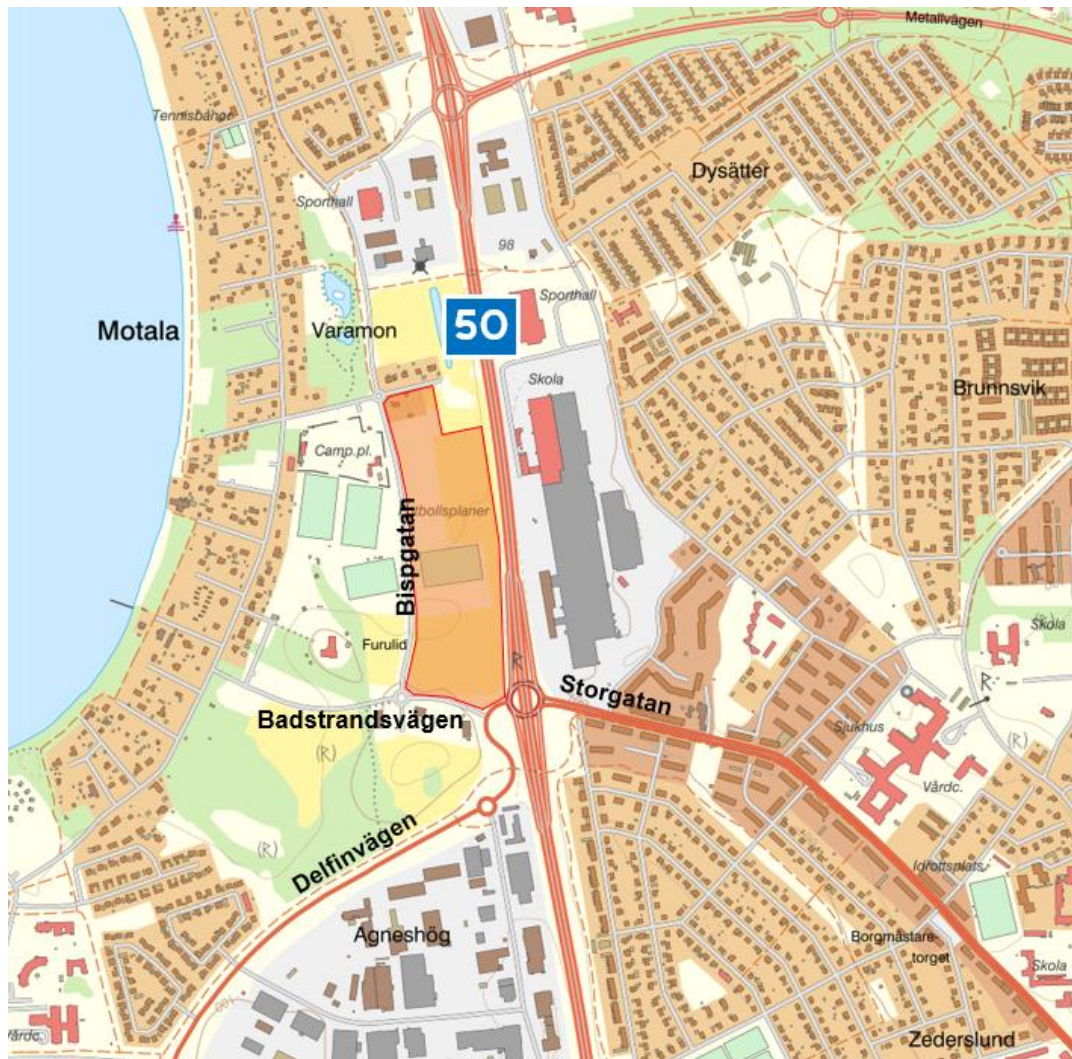 Metallvägen
Tennisbanor
Dysätter
Sporthall
98
Sporthall
50
Motala
Varamon
Skola
Brunnsvik
Camp.pl.
Bispgatan
Furulid
Skola
R
R
Storgatan
Badstrandsvägen
Sjukhus
(R)
(R)
Vårdc.
Delfinvägen
(R)
Idrottsplats
Agneshög
Borgmästare-
torget
Skola
100
Vårdc.
Zederslund